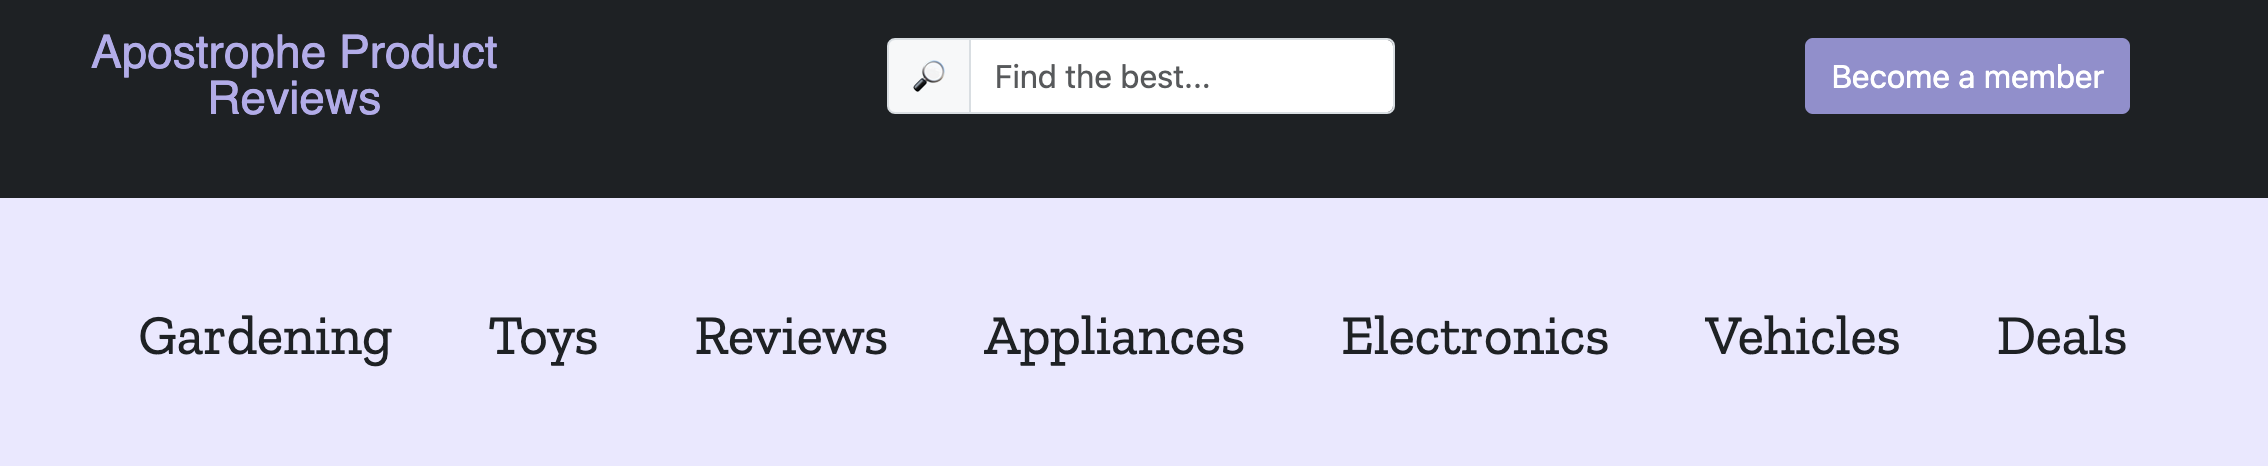 Apostrophe Product
Reviews
Find the best...
Become a member
Gardening Toys Reviews Appliances Electronics Vehicles Deals